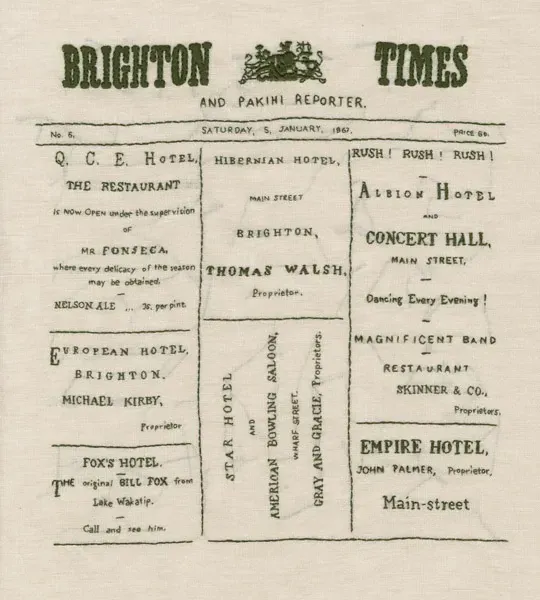 BRIGHTON TIMES
AND PAKIHI REPORTER.
No. 5. SATURDAY, 5, JANUARY, 1867. PRICE 6D.
Q. C. E. HOTEL,
THE RESTAURANT
IS NOW OPEN under the supervision
OF
MR FONSECA,
where every delicacy of the season
may be obtained.
NELSON ALE ... 3s. per pint.
EUROPEAN HOTEL,
BRIGHTON.
MICHAEL KIRBY,
Proprietor
FOX'S HOTEL.
THE original BILL FOX from
Lake Wakatip.
Call and see him.
HIBERNIAN HOTEL,
MAIN STREET
BRIGHTON,
THOMAS WALSH,
Proprietor.
STAR HOTEL
AND
AMERICAN BOWLING SALOON,
WHARF STREET.
GRAY AND GRACIE, Proprietors.
RUSH! RUSH! RUSH!
ALBION HOTEL
AND
CONCERT HALL,
MAIN STREET,
Dancing Every Evening!
MAGNIFICENT BAND
RESTAURANT
SKINNER & CO.,
Proprietors.
EMPIRE HOTEL,
JOHN PALMER, Proprietor,
Main-street